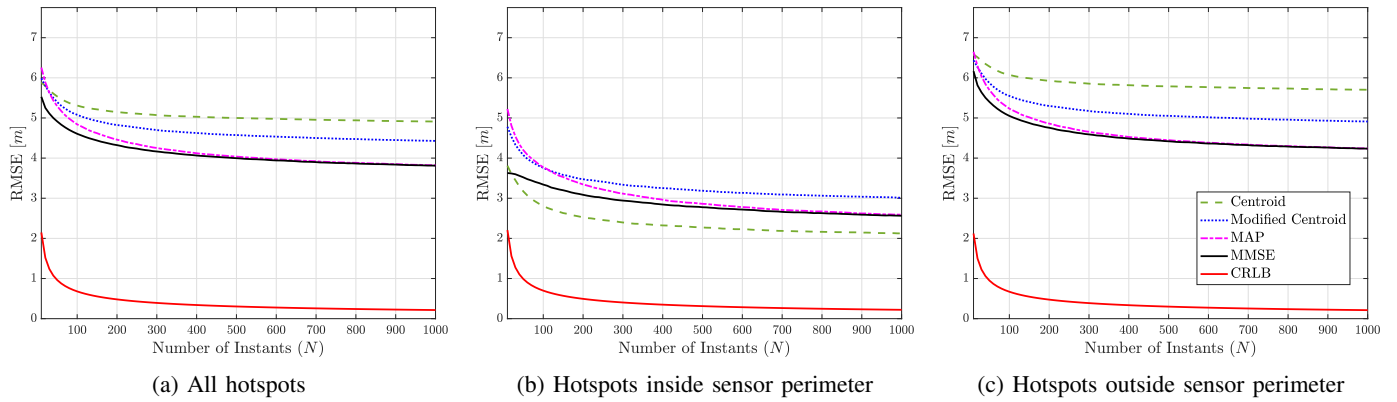 RMSE [m]
7
6
5
4
3
2
1
0
100 200 300 400 500 600 700 800 900 1000
Number of Instants (N)
(a) All hotspots
RMSE [m]
7
6
5
4
3
2
1
0
100 200 300 400 500 600 700 800 900 1000
Number of Instants (N)
(b) Hotspots inside sensor perimeter
RMSE [m]
7
6
5
4
3
2
1
0
100 200 300 400 500 600 700 800 900 1000
Number of Instants (N)
Centroid
Modified Centroid
MAP
MMSE
CRLB
(c) Hotspots outside sensor perimeter